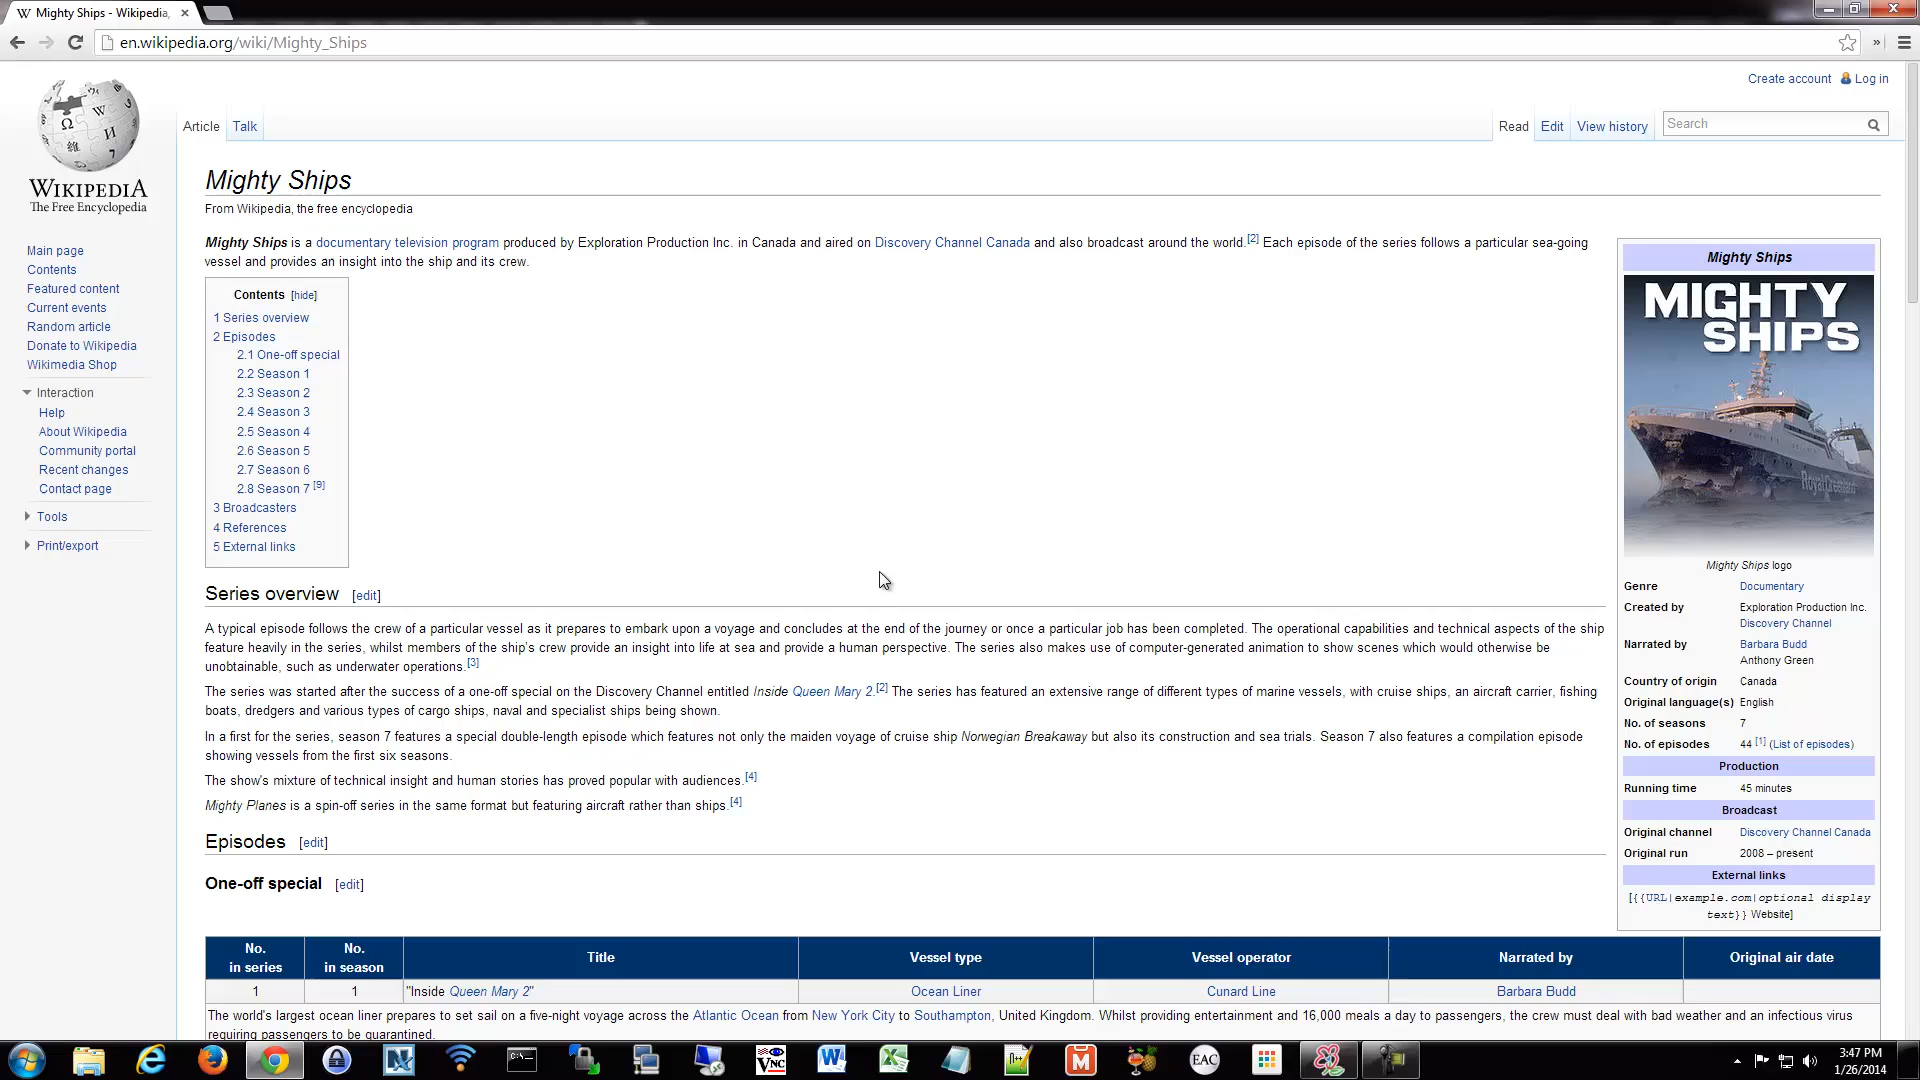 Mighty Ships - Wikipedia,
en.wikipedia.org/wiki/Mighty_Ships
Create account Log in
WIKIPEDIA
The Free Encyclopedia
Main page
Contents
Featured content
Current events
Random article
Donate to Wikipedia
Wikimedia Shop
Interaction
Help
About Wikipedia
Community portal
Recent changes
Contact page
Tools
Print/export
Article Talk
Read Edit View history Search
Mighty Ships
From Wikipedia, the free encyclopedia
Mighty Ships is a documentary television program produced by Exploration Production Inc. in Canada and aired on Discovery Channel Canada and also broadcast around the world.[2] Each episode of the series follows a particular sea-going
vessel and provides an insight into the ship and its crew.
Contents [hide]
1 Series overview
2 Episodes
2.1 One-off special
2.2 Season 1
2.3 Season 2
2.4 Season 3
2.5 Season 4
2.6 Season 5
2.7 Season 6
2.8 Season 7 [9]
3 Broadcasters
4 References
5 External links
Series overview [edit]
A typical episode follows the crew of a particular vessel as it prepares to embark upon a voyage and concludes at the end of the journey or once a particular job has been completed. The operational capabilities and technical aspects of the ship
feature heavily in the series, whilst members of the ship's crew provide an insight into life at sea and provide a human perspective. The series also makes use of computer-generated animation to show scenes which would otherwise be
unobtainable, such as underwater operations.[3]
The series was started after the success of a one-off special on the Discovery Channel entitled Inside Queen Mary 2.[2] The series has featured an extensive range of different types of marine vessels, with cruise ships, an aircraft carrier, fishing
boats, dredgers and various types of cargo ships, naval and specialist ships being shown.
In a first for the series, season 7 features a special double-length episode which features not only the maiden voyage of cruise ship Norwegian Breakaway but also its construction and sea trials. Season 7 also features a compilation episode
showing vessels from the first six seasons.
The show's mixture of technical insight and human stories has proved popular with audiences.[4]
Mighty Planes is a spin-off series in the same format but featuring aircraft rather than ships.[4]
Episodes [edit]
One-off special [edit]
Mighty Ships
MIGHTY
SHIPS
Royal Greenland
Mighty Ships logo
Genre Documentary
Created by Exploration Production Inc.
Discovery Channel
Narrated by Barbara Budd
Anthony Green
Country of origin Canada
Original language(s) English
No. of seasons 7
No. of episodes 44 [1] (List of episodes)
Production
Running time 45 minutes
Broadcast
Original channel Discovery Channel Canada
Original run 2008 – present
External links
[{{URL|example.com|optional display
text}} Website]
No. in series No. in season Title Vessel type Vessel operator Narrated by Original air date
1 1 "Inside Queen Mary 2" Ocean Liner Cunard Line Barbara Budd
The world's largest ocean liner prepares to set sail on a five-night voyage across the Atlantic Ocean from New York City to Southampton, United Kingdom. Whilst providing entertainment and 16,000 meals a day to passengers, the crew must deal with bad weather and an infectious virus
requiring passengers to be quarantined.
VNC
EAC
3:47 PM
1/26/2014